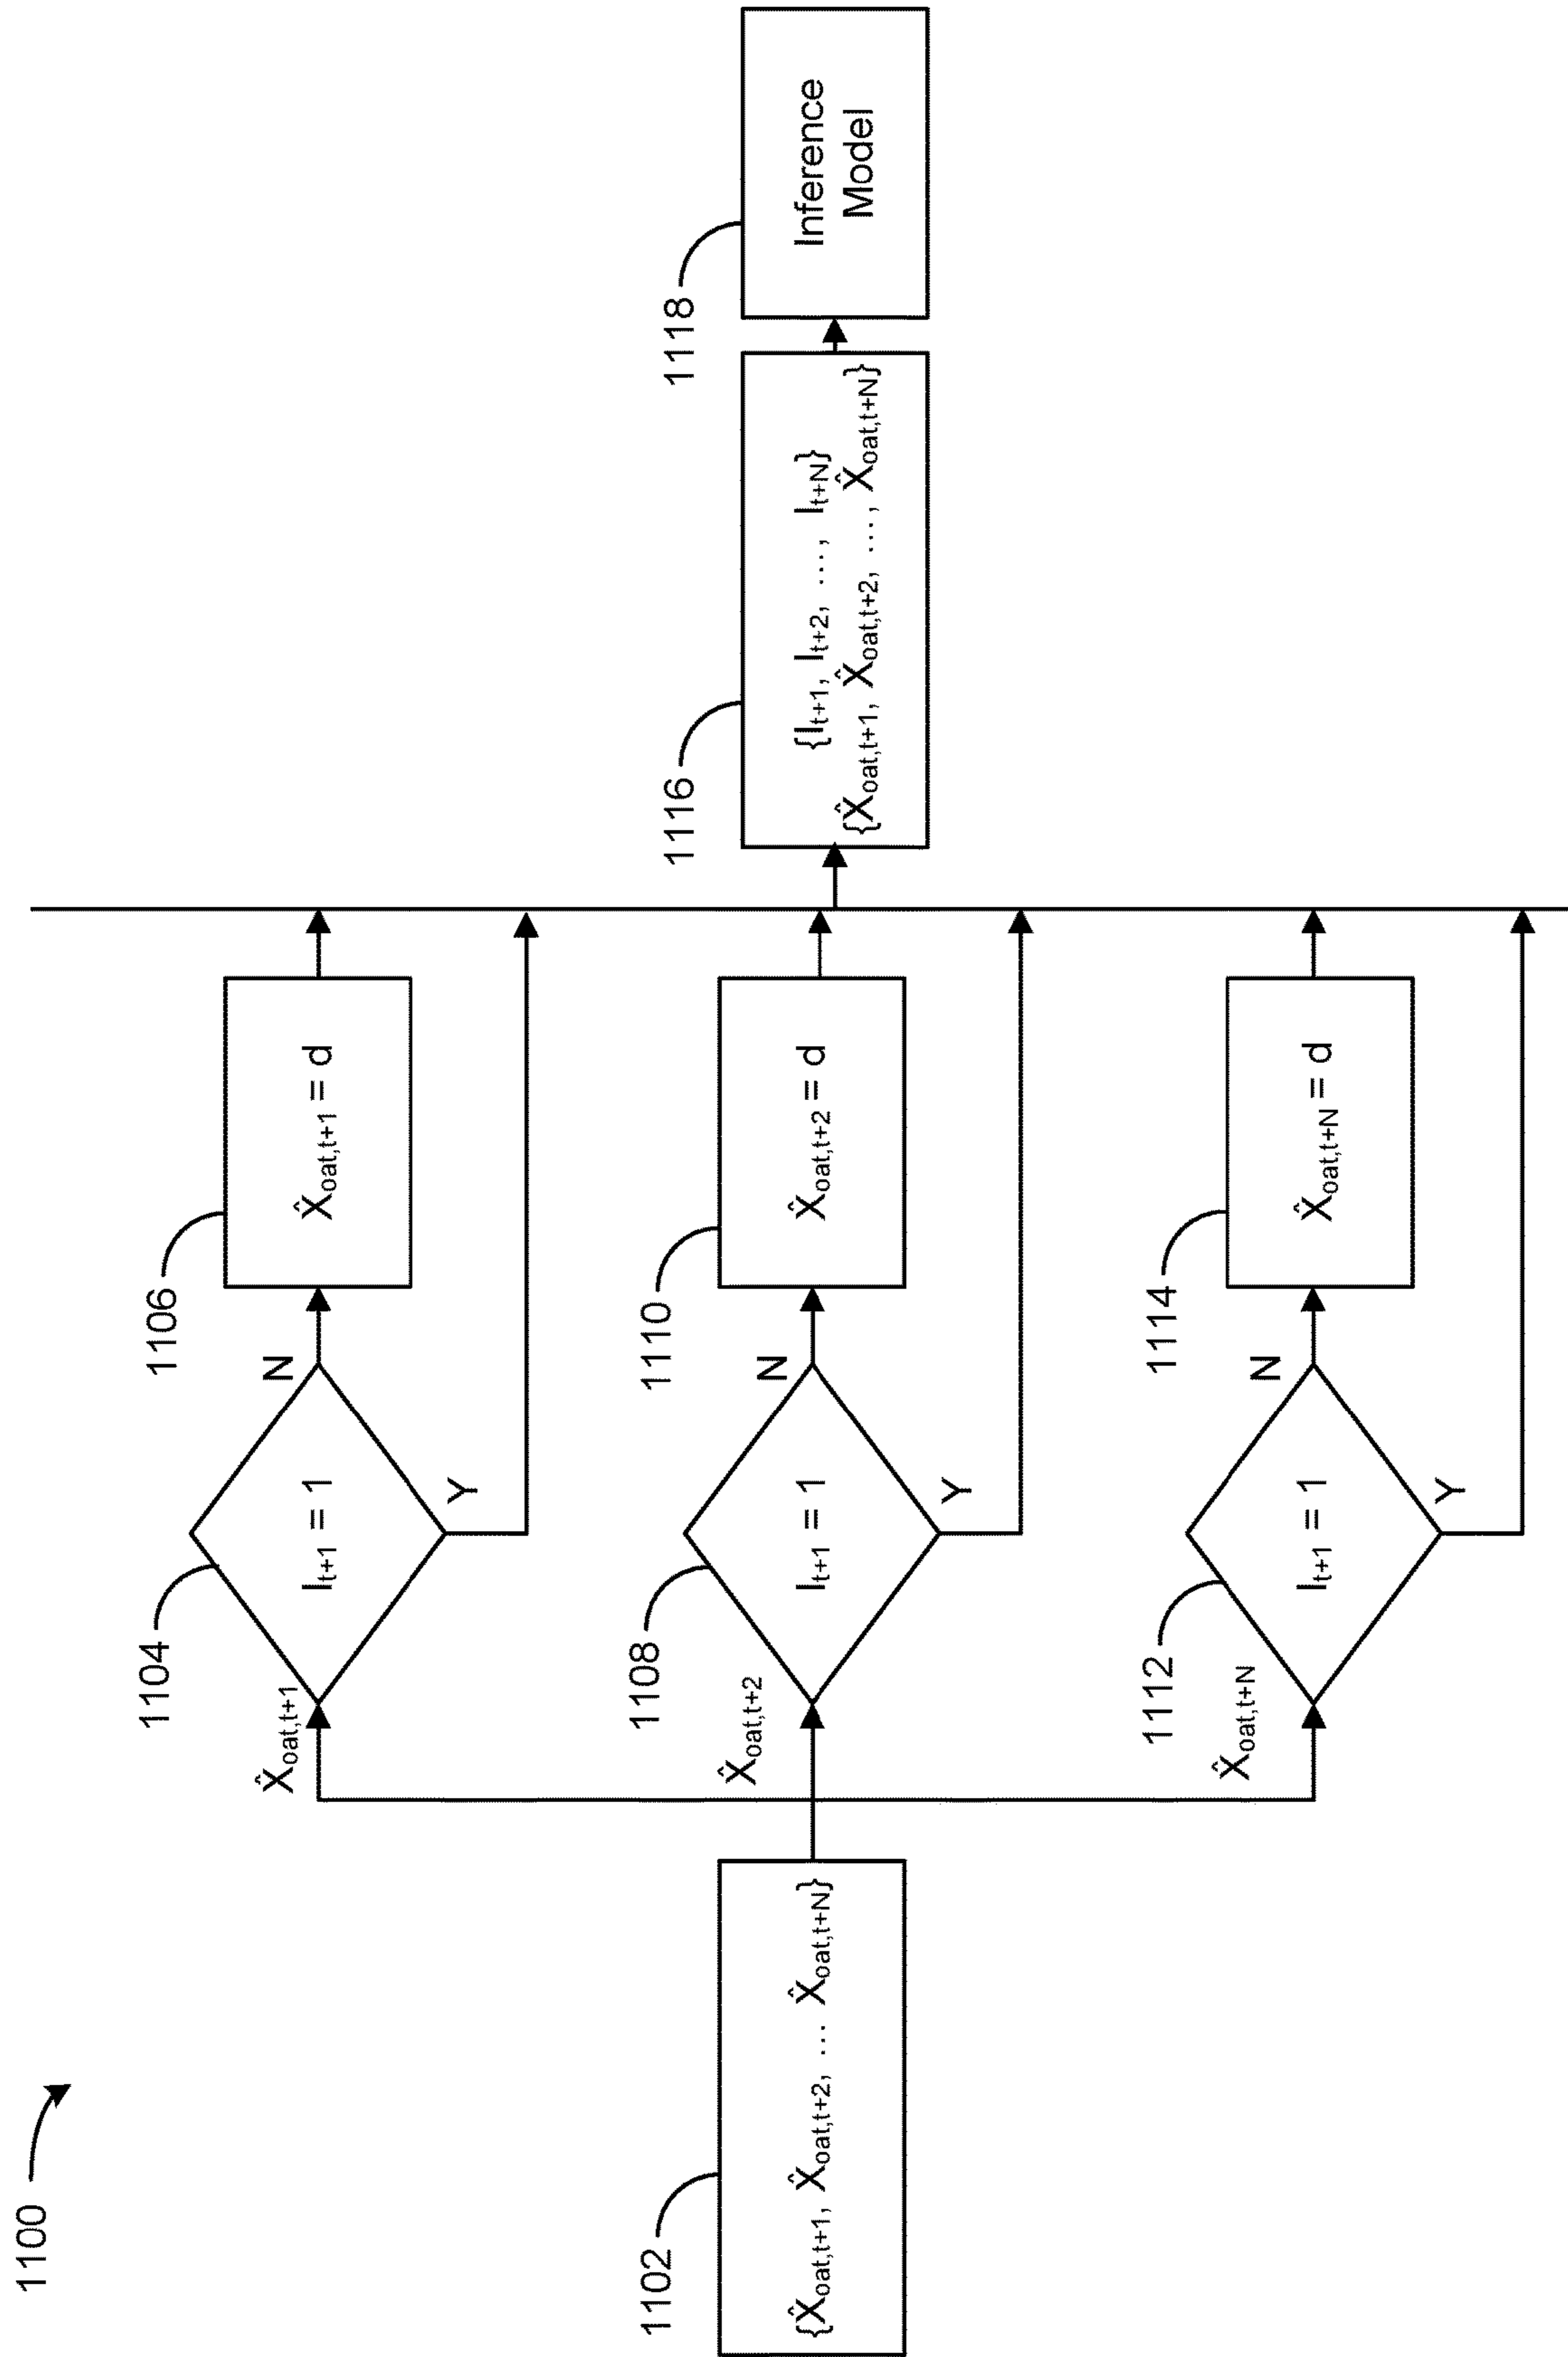 1100
1102
{X̂oat,t+1, X̂oat,t+2, ... X̂oat,t+N}
X̂oat,t+1
1104
It+1 = 1
N
Y
1106
X̂oat,t+1 = d
X̂oat,t+2
1108
It+1 = 1
N
Y
1110
X̂oat,t+2 = d
X̂oat,t+N
1112
It+1 = 1
N
Y
1114
X̂oat,t+N = d
1116
{It+1, It+2, ..., It+N}
{X̂oat,t+1, X̂oat,t+2, ..., X̂oat,t+N}
1118
Inference
Model